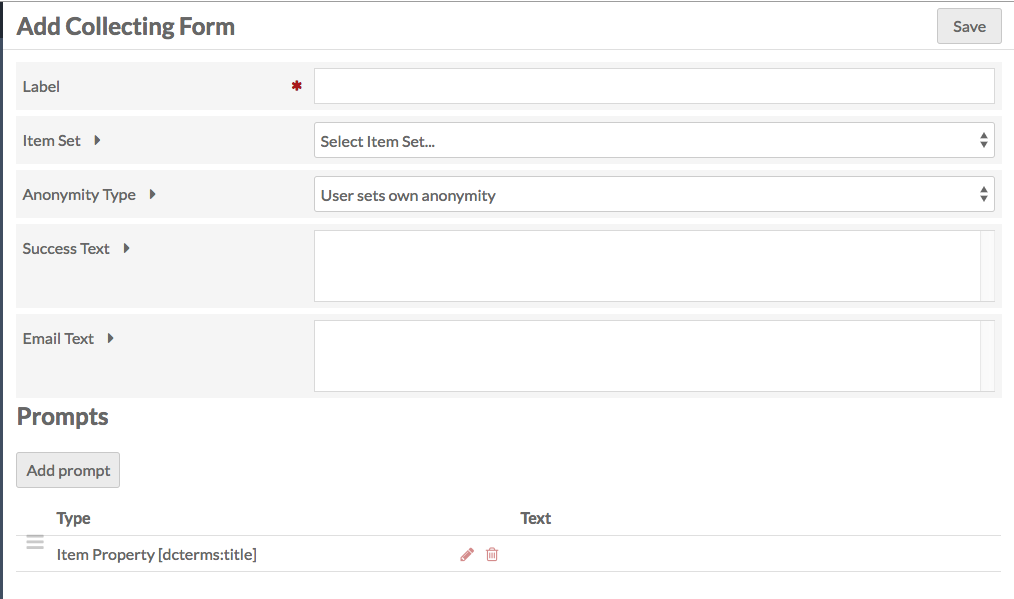 Add Collecting Form
Save
Label *
Item Set
Select Item Set...
Anonymity Type
User sets own anonymity
Success Text
Email Text
Prompts
Add prompt
Type Text
Item Property [dcterms:title]